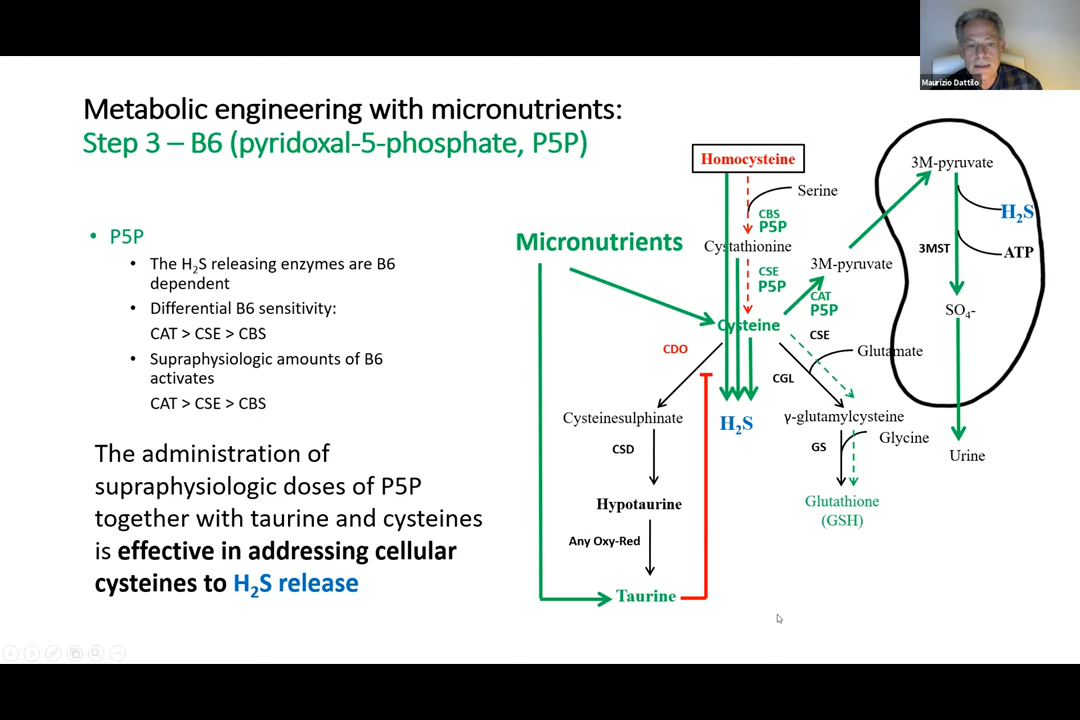 Maurizio Dattilo
Metabolic engineering with micronutrients:
Step 3 – B6 (pyridoxal-5-phosphate, P5P)
• P5P
• The H₂S releasing enzymes are B6
dependent
• Differential B6 sensitivity:
CAT > CSE > CBS
• Supraphysiologic amounts of B6
activates
CAT > CSE > CBS
The administration of
supraphysiologic doses of P5P
together with taurine and cysteines
is effective in addressing cellular
cysteines to H₂S release
Micronutrients
Homocysteine
Serine
CBS
P5P
Cystathionine
CSE
P5P
3M-pyruvate
CAT
P5P
Cysteine
CSE
CDO
Glutamate
CGL
Cysteinesulphinate
H₂S
γ-glutamylcysteine
CSD
GS
Glycine
Hypotaurine
Glutathione
(GSH)
Any Oxy-Red
Taurine
3M-pyruvate
H₂S
3MST
ATP
SO₄-
Urine